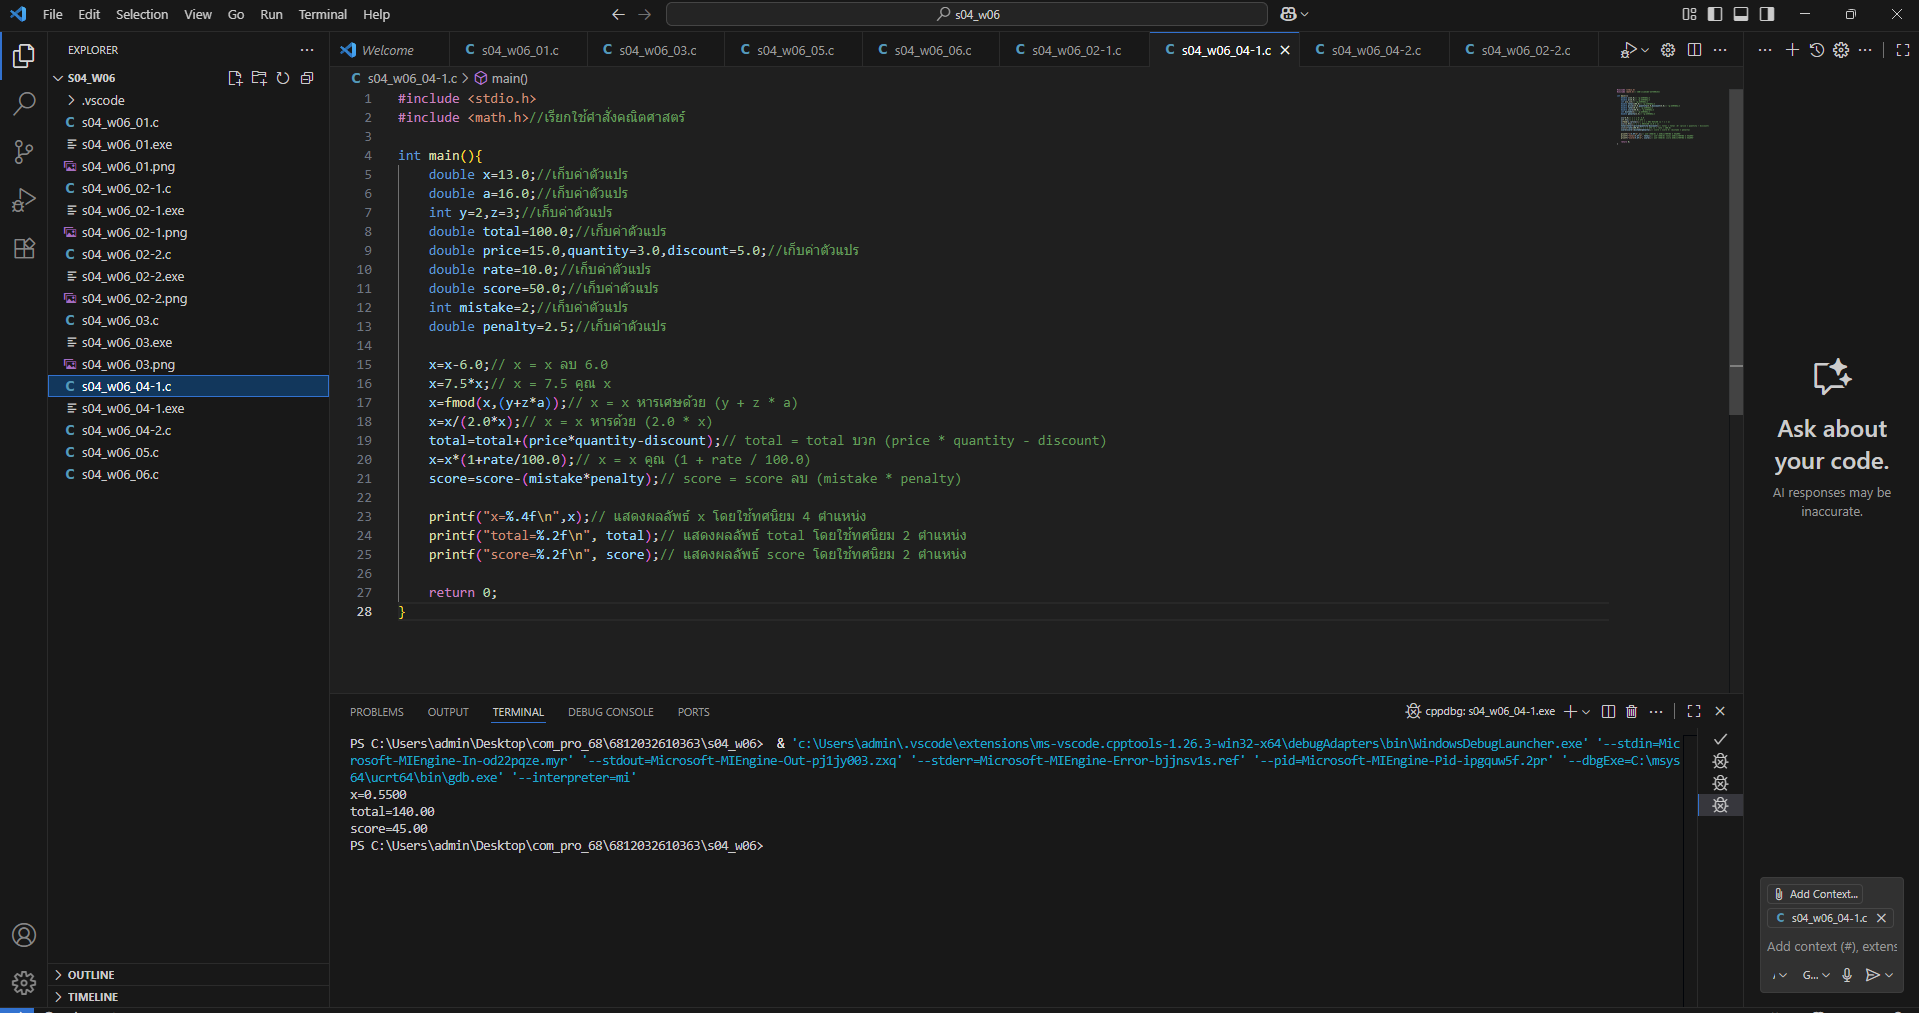 File Edit Selection View Go Run Terminal Help
s04_w06
EXPLORER
S04_W06
.vscode
s04_w06_01.c
s04_w06_01.exe
s04_w06_01.png
s04_w06_02-1.c
s04_w06_02-1.exe
s04_w06_02-1.png
s04_w06_02-2.c
s04_w06_02-2.exe
s04_w06_02-2.png
s04_w06_03.c
s04_w06_03.exe
s04_w06_03.png
s04_w06_04-1.c
s04_w06_04-1.exe
s04_w06_04-2.c
s04_w06_05.c
s04_w06_06.c
OUTLINE
TIMELINE
Welcome C s04_w06_01.c C s04_w06_03.c C s04_w06_05.c C s04_w06_06.c C s04_w06_02-1.c C s04_w06_04-1.c C s04_w06_04-2.c C s04_w06_02-2.c
C s04_w06_04-1.c > main()
1 #include <stdio.h>
2 #include <math.h>//เรียกใช้คำสั่งคณิตศาสตร์
3
4 int main(){
5 double x=13.0;//เก็บค่าตัวแปร
6 double a=16.0;//เก็บค่าตัวแปร
7 int y=2,z=3;//เก็บค่าตัวแปร
8 double total=100.0;//เก็บค่าตัวแปร
9 double price=15.0,quantity=3.0,discount=5.0;//เก็บค่าตัวแปร
10 double rate=10.0;//เก็บค่าตัวแปร
11 double score=50.0;//เก็บค่าตัวแปร
12 int mistake=2;//เก็บค่าตัวแปร
13 double penalty=2.5;//เก็บค่าตัวแปร
14
15 x=x-6.0;// x = x ลบ 6.0
16 x=7.5*x;// x = 7.5 คูณ x
17 x=fmod(x,(y+z*a));// x = x หารเศษด้วย (y + z * a)
18 x=x/(2.0*x);// x = x หารด้วย (2.0 * x)
19 total=total+(price*quantity-discount);// total = total บวก (price * quantity - discount)
20 x=x*(1+rate/100.0);// x = x คูณ (1 + rate / 100.0)
21 score=score-(mistake*penalty);// score = score ลบ (mistake * penalty)
22
23 printf("x=%.4f\n",x);// แสดงผลลัพธ์ x โดยใช้ทศนิยม 4 ตำแหน่ง
24 printf("total=%.2f\n", total);// แสดงผลลัพธ์ total โดยใช้ทศนิยม 2 ตำแหน่ง
25 printf("score=%.2f\n", score);// แสดงผลลัพธ์ score โดยใช้ทศนิยม 2 ตำแหน่ง
26
27 return 0;
28 }
PROBLEMS OUTPUT TERMINAL DEBUG CONSOLE PORTS
cppdbg: s04_w06_04-1.exe
PS C:\Users\admin\Desktop\com_pro_68\6812032610363\s04_w06> & 'c:\Users\admin\.vscode\extensions\ms-vscode.cpptools-1.26.3-win32-x64\debugAdapters\bin\WindowsDebugLauncher.exe' '--stdin=Mic
rosoft-MIEngine-In-od22pqze.myr' '--stdout=Microsoft-MIEngine-Out-pj1jy003.zxq' '--stderr=Microsoft-MIEngine-Error-bjjnsv1s.ref' '--pid=Microsoft-MIEngine-Pid-ipgquw5f.2pr' '--dbgExe=C:\msys
64\ucrt64\bin\gdb.exe' '--interpreter=mi'
x=0.5500
total=140.00
score=45.00
PS C:\Users\admin\Desktop\com_pro_68\6812032610363\s04_w06>
Ask about
your code.
AI responses may be
inaccurate.
Add Context...
C s04_w06_04-1.c
Add context (#), extens
G...